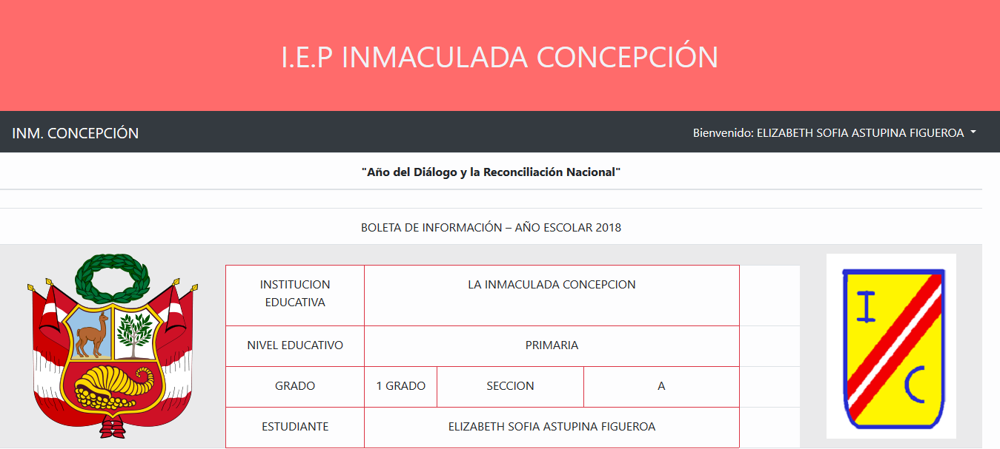 I.E.P INMACULADA CONCEPCIÓN
INM. CONCEPCIÓN
Bienvenido: ELIZABETH SOFIA ASTUPINA FIGUEROA
"Año del Diálogo y la Reconciliación Nacional"
BOLETA DE INFORMACIÓN – AÑO ESCOLAR 2018
INSTITUCION
EDUCATIVA
LA INMACULADA CONCEPCION
NIVEL EDUCATIVO
PRIMARIA
GRADO
1 GRADO
SECCION
A
ESTUDIANTE
ELIZABETH SOFIA ASTUPINA FIGUEROA
I
C